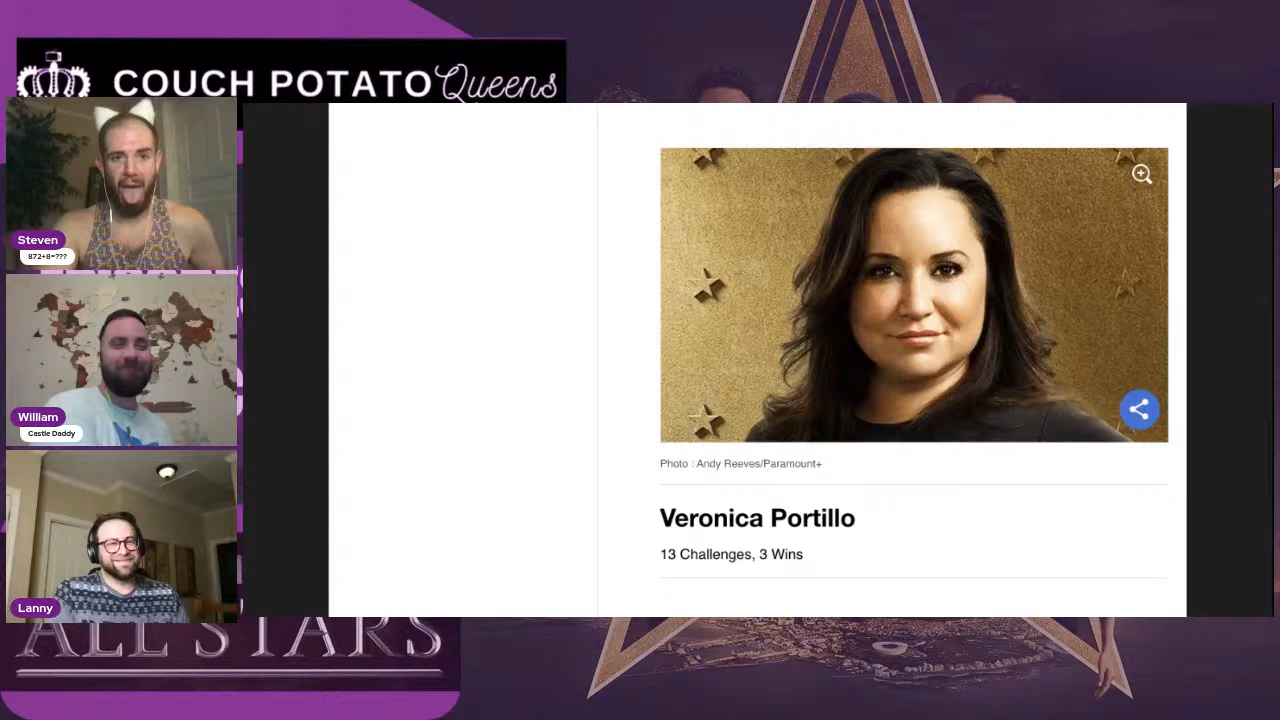 COUCH POTATO Queens
Steven
872+8=???
William
Castle Daddy
Lanny
Photo : Andy Reeves/Paramount+
Veronica Portillo
13 Challenges, 3 Wins
ALL STARS